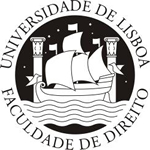 UNIVERSIDADE DE LISBOA
FACULDADE DE DIREITO